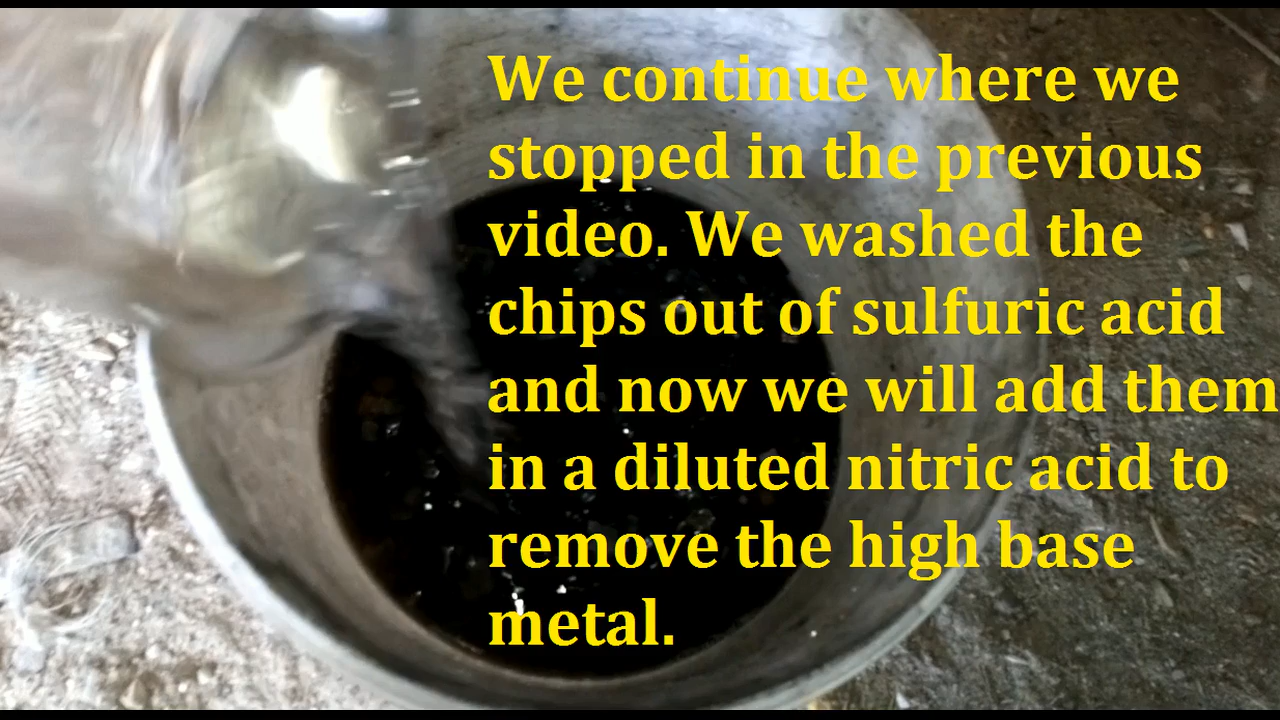 We continue where we
stopped in the previous
video. We washed the
chips out of sulfuric acid
and now we will add them
in a diluted nitric acid to
remove the high base
metal.